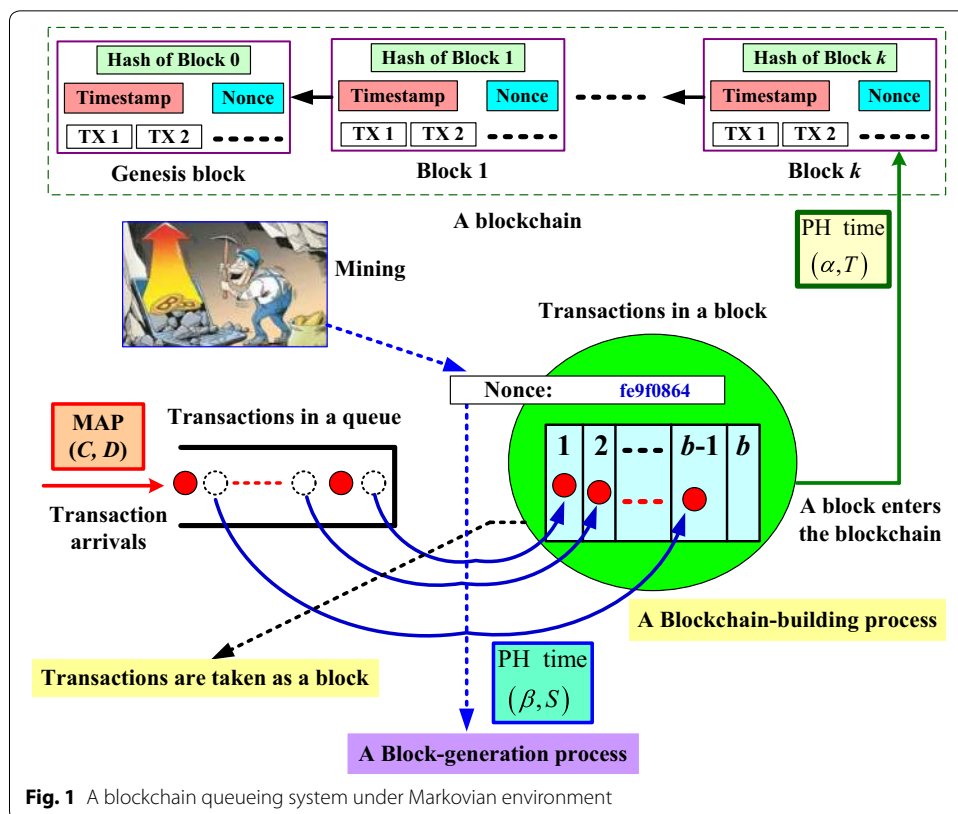 Hash of Block 0
Hash of Block 1
Hash of Block k
Timestamp Nonce
Timestamp Nonce
Timestamp Nonce
TX 1 TX 2
TX 1 TX 2
TX 1 TX 2
Genesis block
Block 1
Block k
A blockchain
PH time
(α,T)
Mining
Transactions in a block
Nonce: fe9f0864
MAP
(C, D)
Transactions in a queue
1 2 b-1 b
Transaction
arrivals
A block enters
the blockchain
A Blockchain-building process
Transactions are taken as a block
PH time
(β,S)
A Block-generation process
Fig. 1 A blockchain queueing system under Markovian environment